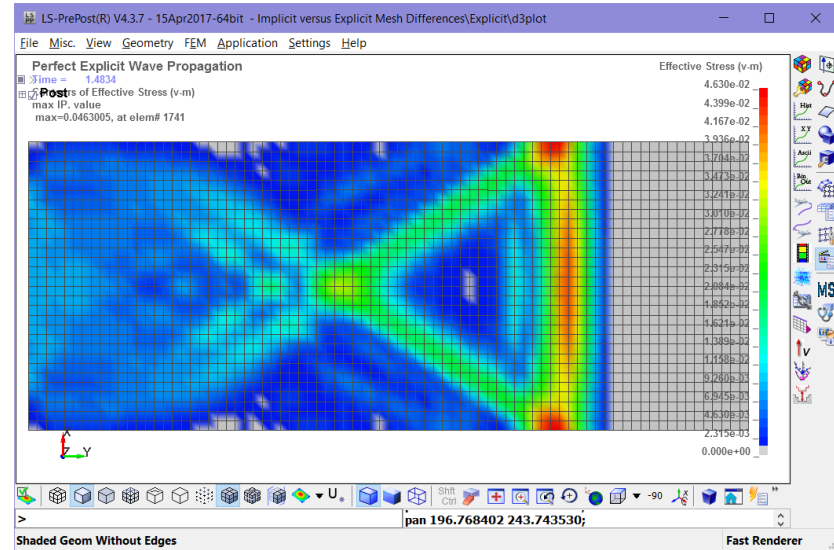 LS-PrePost(R) V4.3.7 - 15Apr2017-64bit - Implicit versus Explicit Mesh Differences\Explicit\d3plot
File Misc. View Geometry FEM Application Settings Help
Perfect Explicit Wave Propagation
Time = 1.4834
Contours of Effective Stress (v-m)
Post
max IP. value
max=0.0463005, at elem# 1741
Effective Stress (v-m)
4.630e-02
4.399e-02
4.167e-02
3.936e-02
3.704e-02
3.473e-02
3.241e-02
3.010e-02
2.778e-02
2.547e-02
2.315e-02
2.084e-02
1.852e-02
1.621e-02
1.389e-02
1.158e-02
9.260e-03
6.945e-03
4.630e-03
2.315e-03
0.000e+00
X
Z Y
Hist
X Y
Ascii
Bin Out
MS
V
U
Shft
Ctrl
-90
>
pan 196.768402 243.743530;
Shaded Geom Without Edges
Fast Renderer